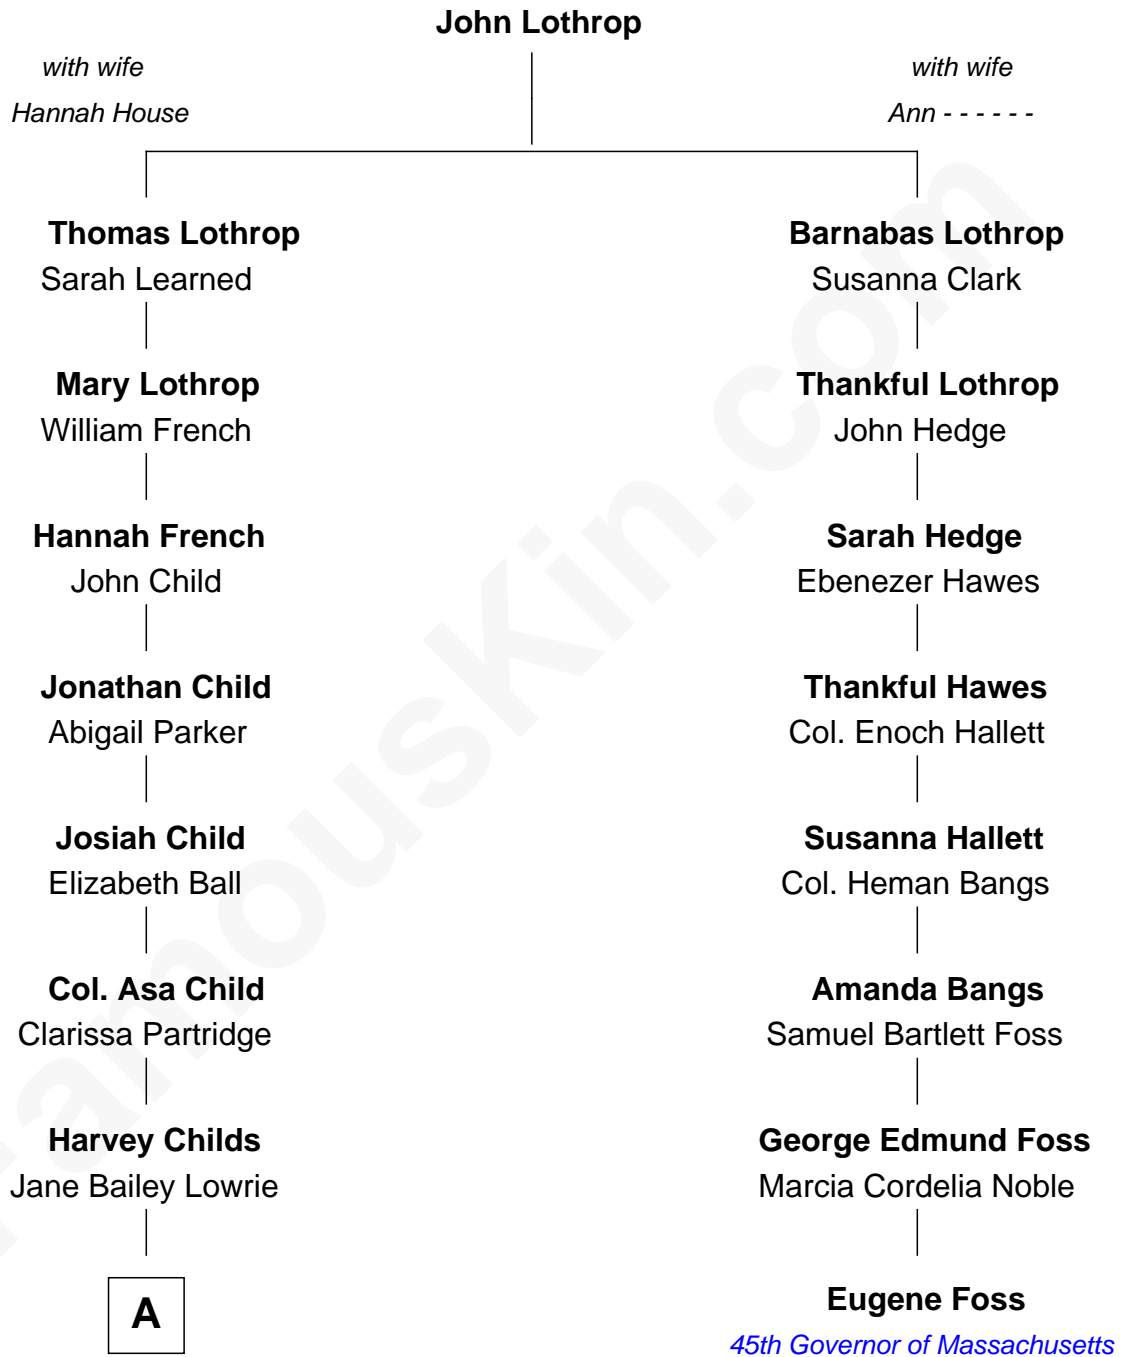 John Lothrop
with wife
Hannah House
with wife
Ann - - - - - -
Thomas Lothrop
Sarah Learned
Barnabas Lothrop
Susanna Clark
Mary Lothrop
William French
Thankful Lothrop
John Hedge
Hannah French
John Child
Sarah Hedge
Ebenezer Hawes
Jonathan Child
Abigail Parker
Thankful Hawes
Col. Enoch Hallett
Josiah Child
Elizabeth Ball
Susanna Hallett
Col. Heman Bangs
Col. Asa Child
Clarissa Partridge
Amanda Bangs
Samuel Bartlett Foss
Harvey Childs
Jane Bailey Lowrie
George Edmund Foss
Marcia Cordelia Noble
A
Eugene Foss
45th Governor of Massachusetts
FamousKin.com